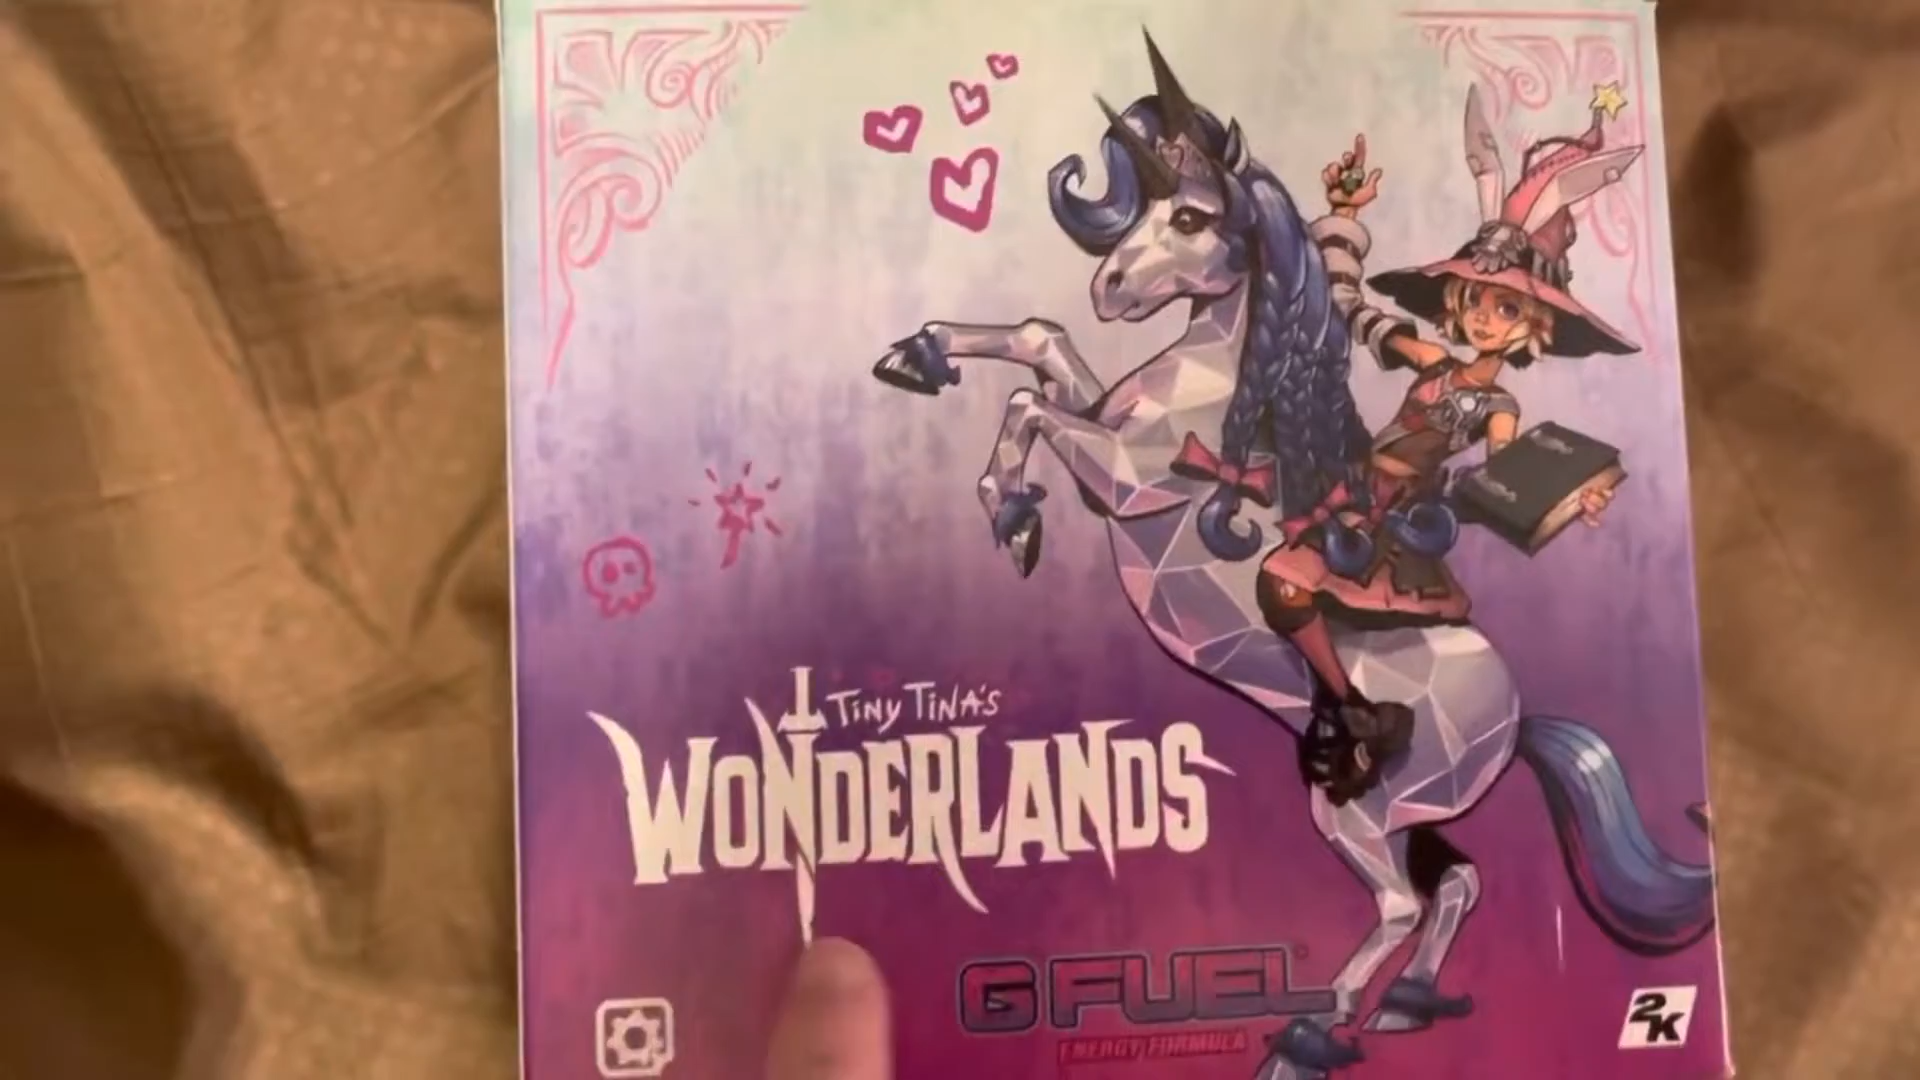 TINY TINA'S
WONDERLANDS
G FUEL
ENERGY FORMULA
2K